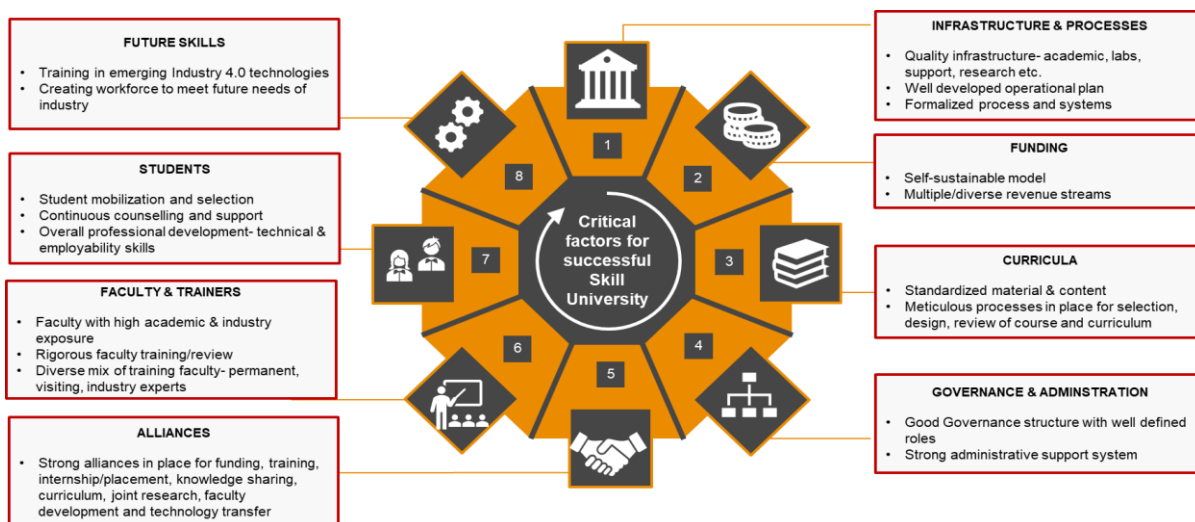 INFRASTRUCTURE & PROCESSES
• Quality infrastructure- academic, labs,
support, research etc.
• Well developed operational plan
• Formalized process and systems
FUNDING
• Self-sustainable model
• Multiple/diverse revenue streams
CURRICULA
• Standardized material & content
• Meticulous processes in place for selection,
design, review of course and curriculum
GOVERNANCE & ADMINSTRATION
• Good Governance structure with well defined
roles
• Strong administrative support system
ALLIANCES
• Strong alliances in place for funding, training,
internship/placement, knowledge sharing,
curriculum, joint research, faculty
development and technology transfer
FACULTY & TRAINERS
• Faculty with high academic & industry
exposure
• Rigorous faculty training/review
• Diverse mix of training faculty- permanent,
visiting, industry experts
STUDENTS
• Student mobilization and selection
• Continuous counselling and support
• Overall professional development- technical &
employability skills
FUTURE SKILLS
• Training in emerging Industry 4.0 technologies
• Creating workforce to meet future needs of
industry
1
2
3
4
5
6
7
8
Critical
factors for
successful
Skill
University